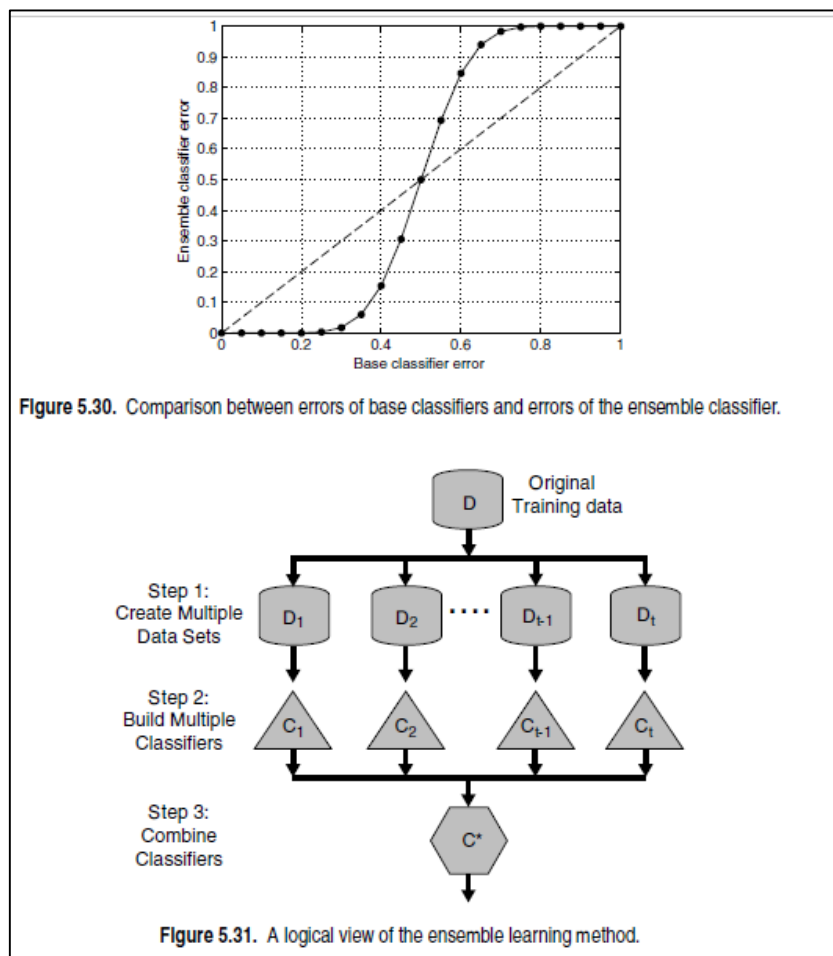 1
0.9
0.8
0.7
0.6
0.5
0.4
0.3
0.2
0.1
0
Ensemble classifier error
0 0.2 0.4 0.6 0.8 1
Base classifier error
Figure 5.30. Comparison between errors of base classifiers and errors of the ensemble classifier.
D
Original
Training data
Step 1:
Create Multiple
Data Sets
D1 D2 .... Dt-1 Dt
Step 2:
Build Multiple
Classifiers
C1 C2 Ct-1 Ct
Step 3:
Combine
Classifiers
C*
Figure 5.31. A logical view of the ensemble learning method.